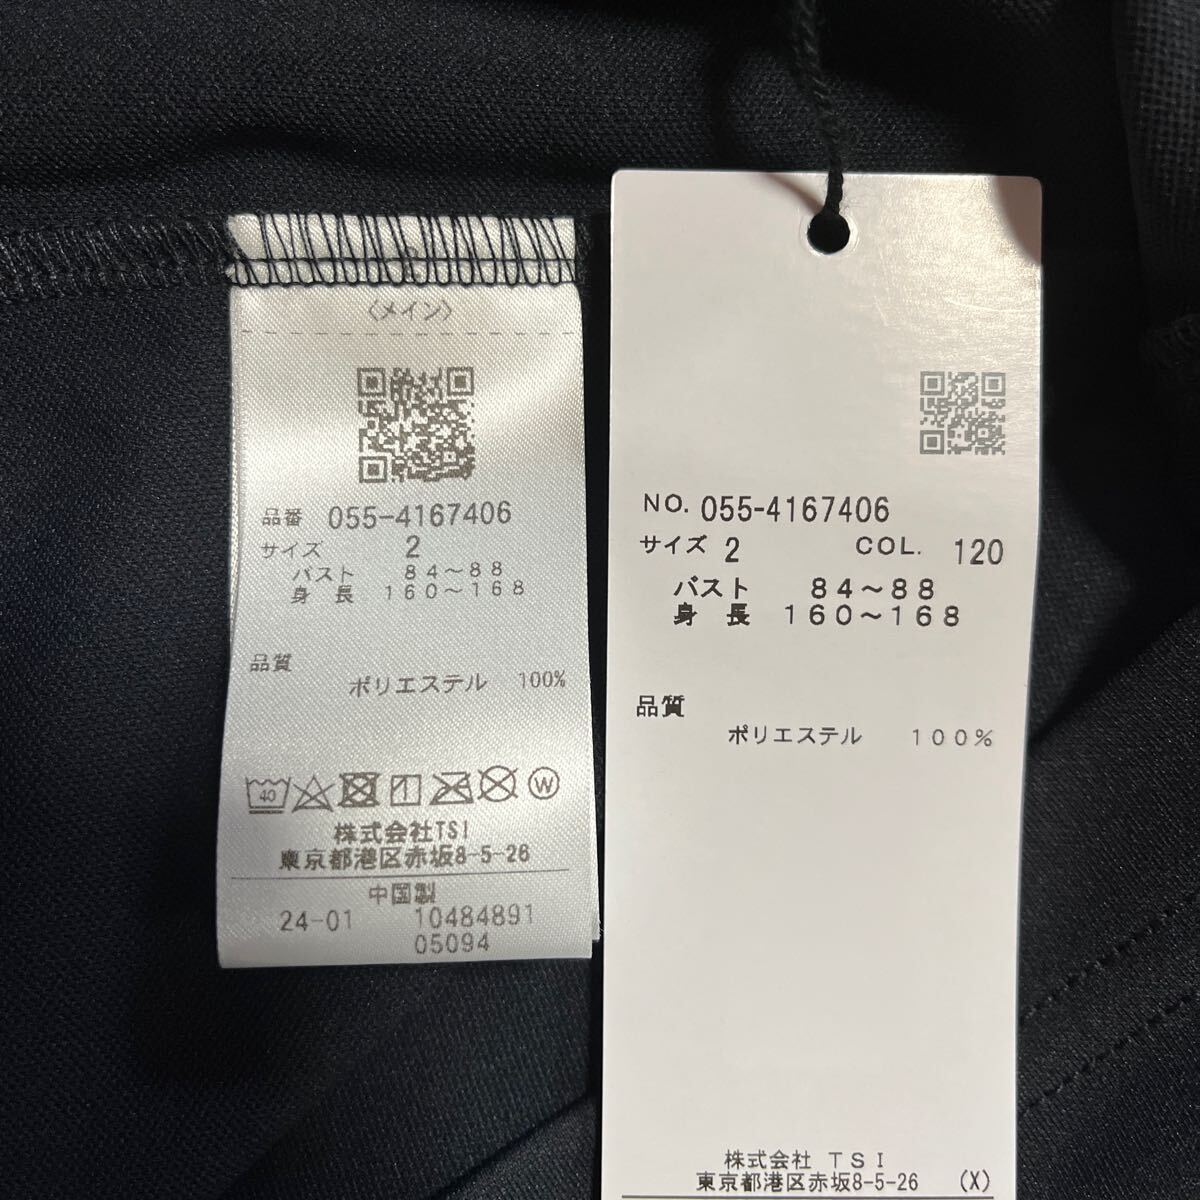 〈メイン〉
品番 055-4167406
サイズ 2
バスト 84～88
身長 160～168
品質
ポリエステル 100%
40
W
株式会社TSI
東京都港区赤坂8-5-26
中国製
24-01 10484891
05094
NO. 055-4167406
サイズ 2 COL. 120
バスト 84～88
身長 160～168
品質
ポリエステル 100%
株式会社 TSI
東京都港区赤坂8-5-26 (X)